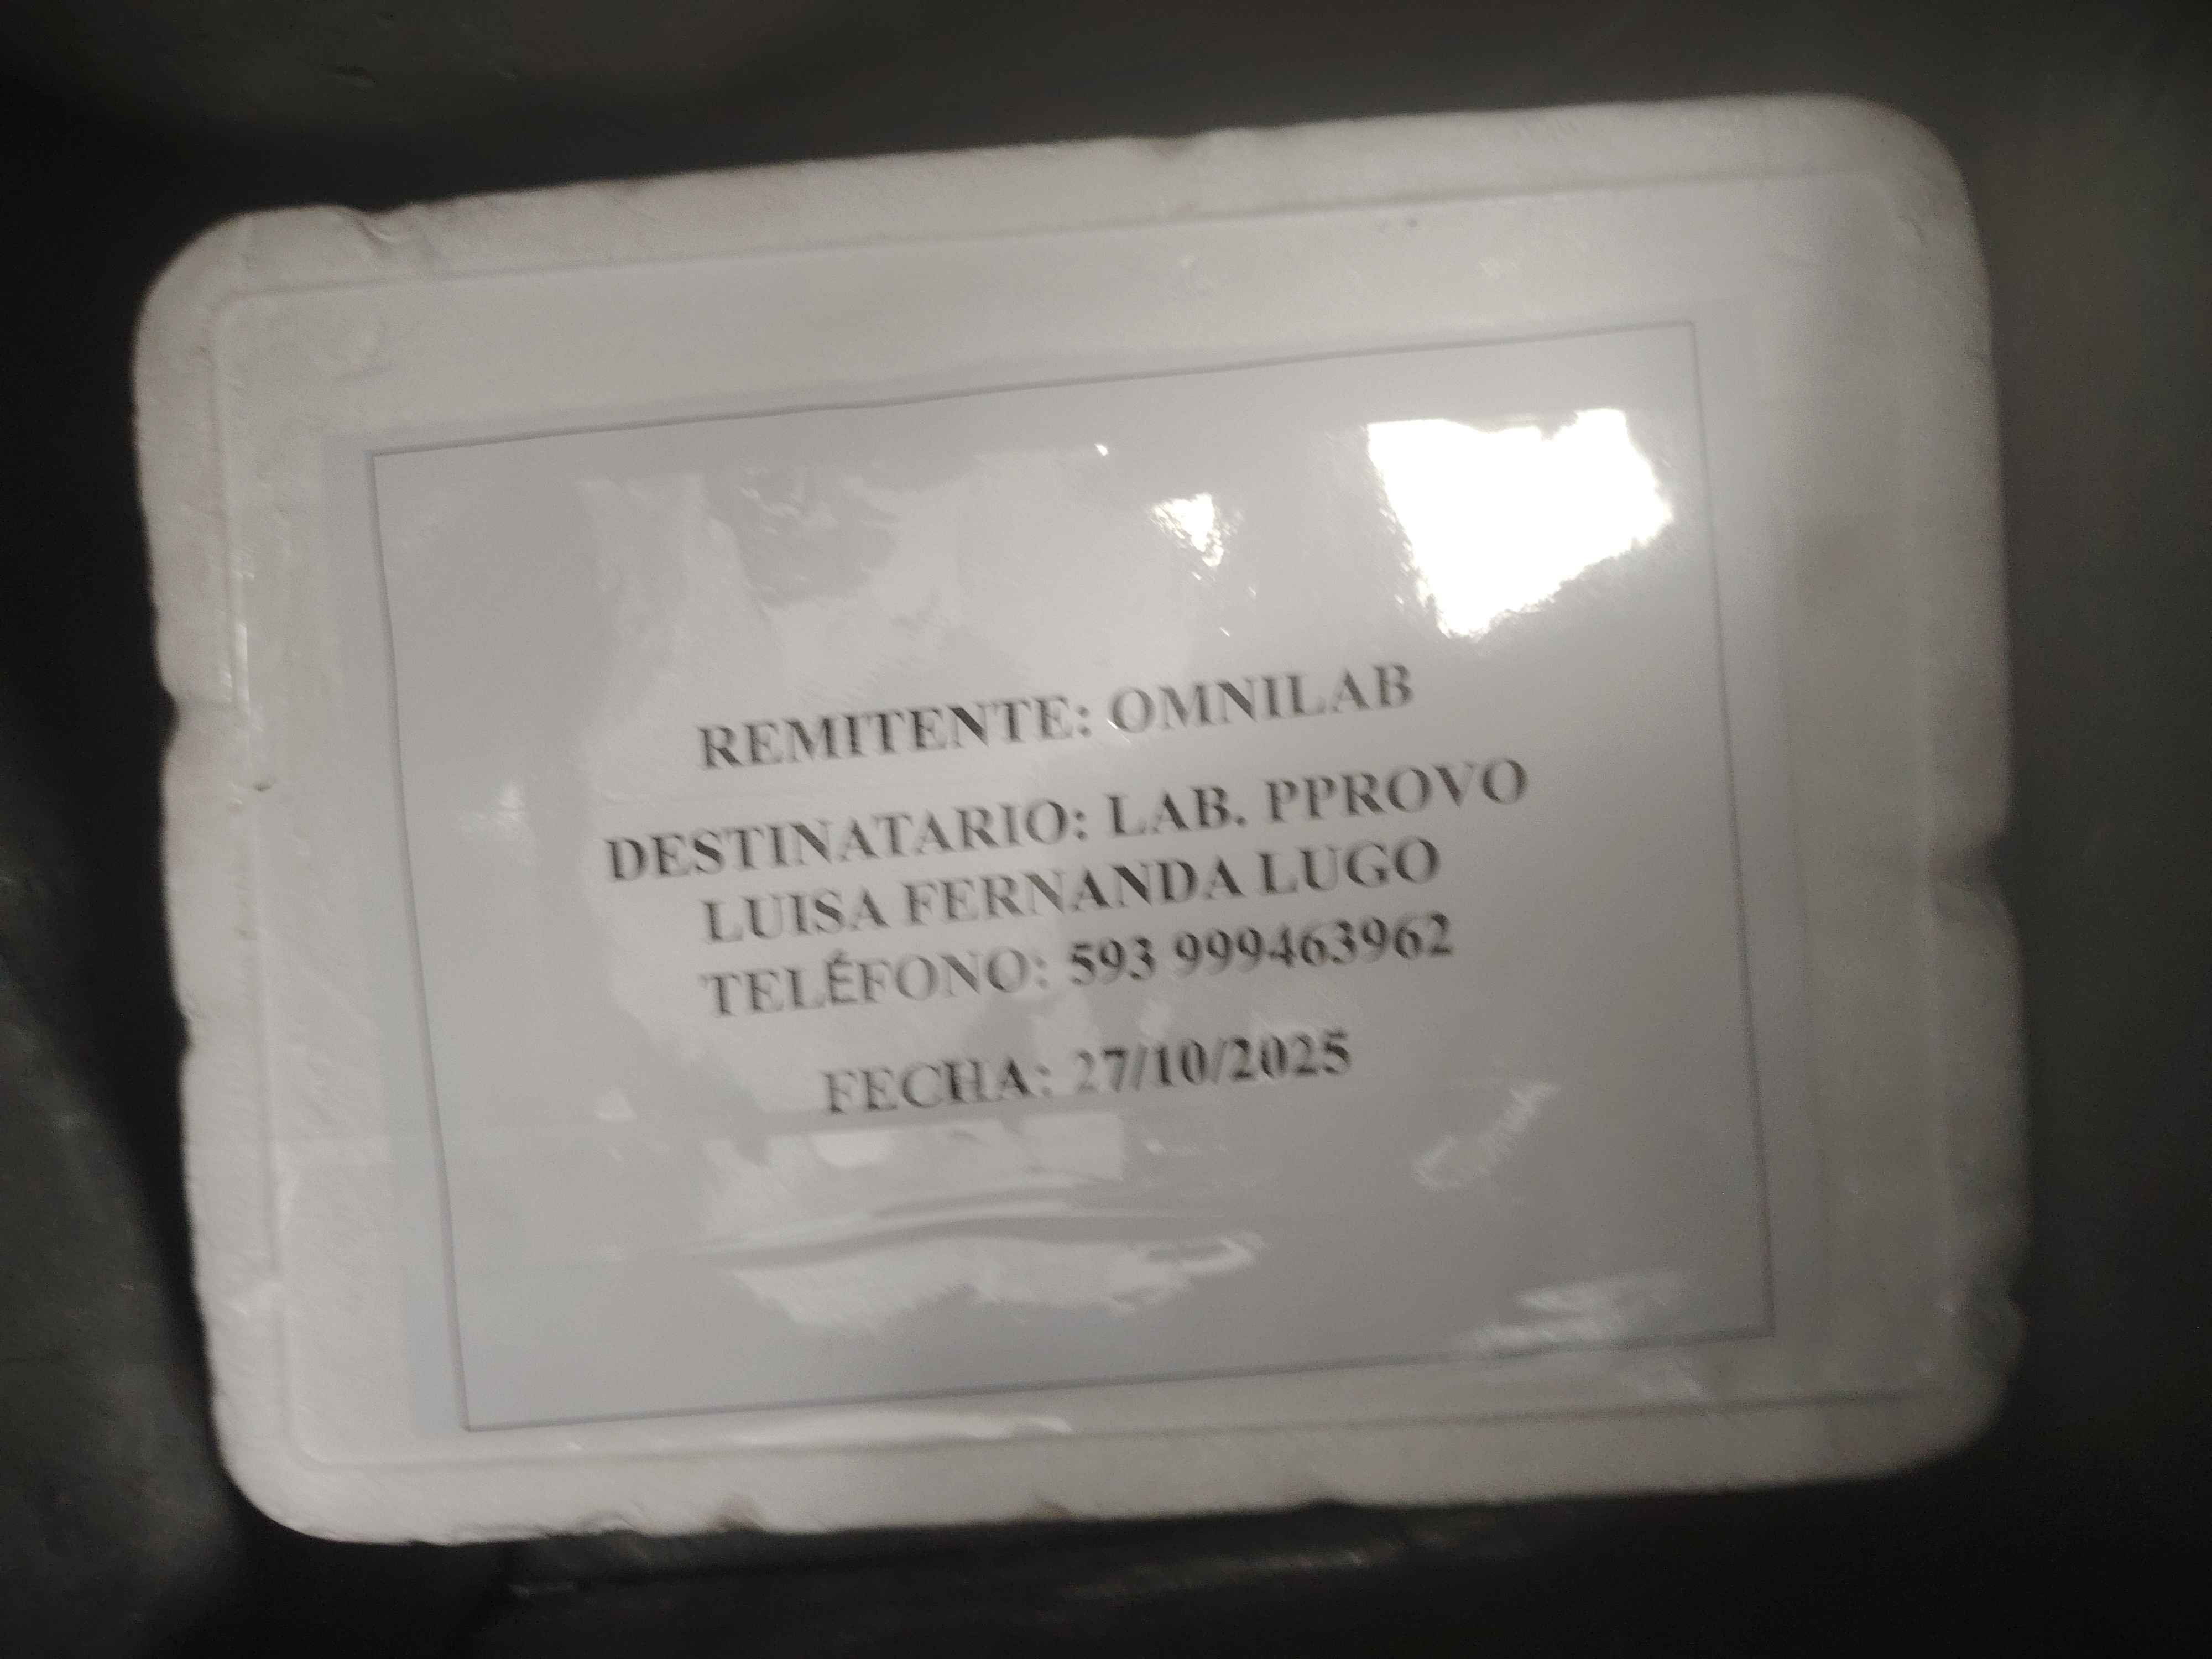 REMITENTE: OMNILAB
DESTINATARIO: LAB. PPROVO
LUISA FERNANDA LUGO
TELÉFONO: 593 999463962
FECHA: 27/10/2025